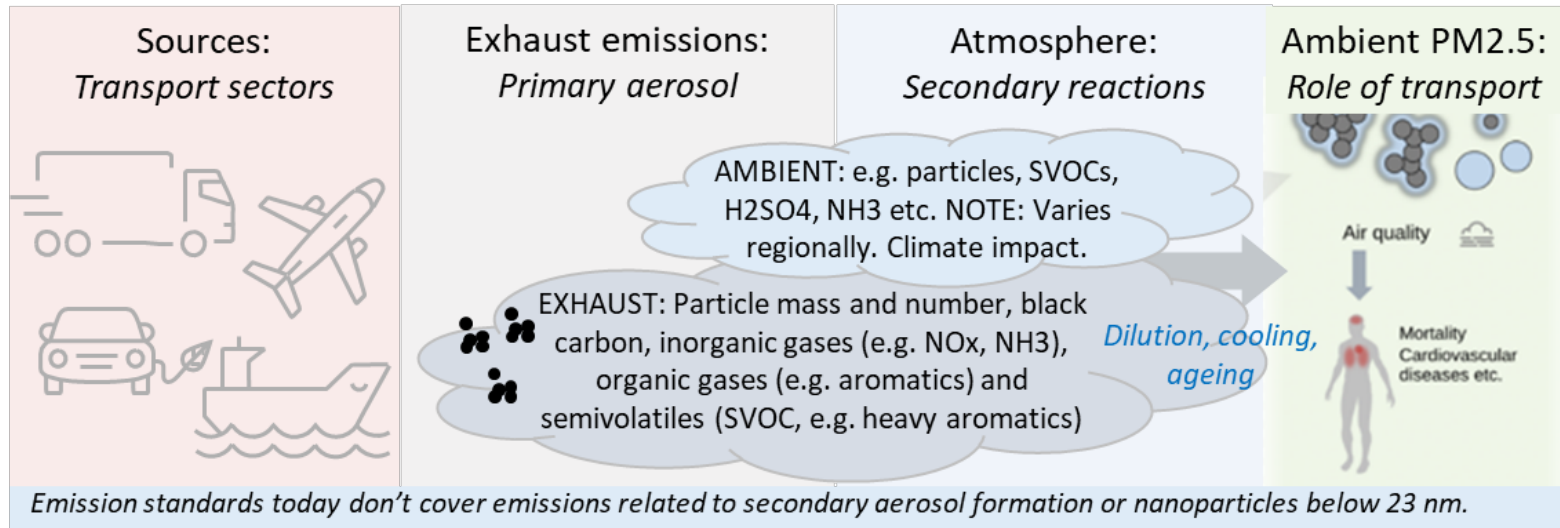 Sources:
Transport sectors
Exhaust emissions:
Primary aerosol
Atmosphere:
Secondary reactions
Ambient PM2.5:
Role of transport
AMBIENT: e.g. particles, SVOCs,
H2SO4, NH3 etc. NOTE: Varies
regionally. Climate impact.
EXHAUST: Particle mass and number, black
carbon, inorganic gases (e.g. NOx, NH3),
organic gases (e.g. aromatics) and
semivolatiles (SVOC, e.g. heavy aromatics)
Dilution, cooling,
ageing
Air quality
Mortality
Cardiovascular
diseases etc.
Emission standards today don’t cover emissions related to secondary aerosol formation or nanoparticles below 23 nm.